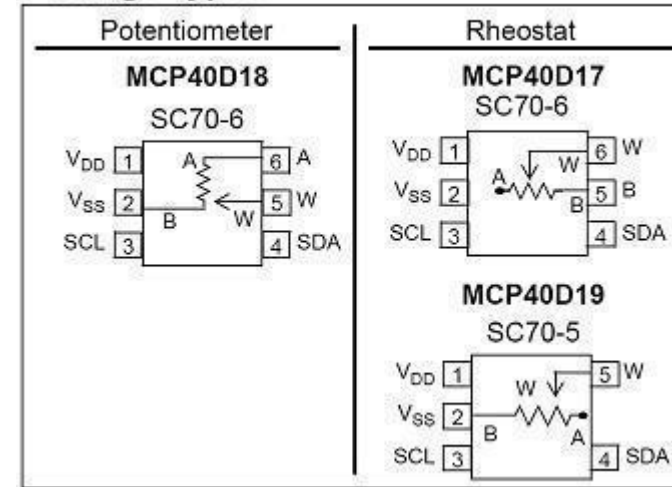 Potentiometer
MCP40D18
SC70-6
VDD 1 A 6 A
VSS 2 B W 5 W
SCL 3 4 SDA
Rheostat
MCP40D17
SC70-6
VDD 1 W 6 W
VSS 2 A B 5 B
SCL 3 4 SDA
MCP40D19
SC70-5
VDD 1 W 5 W
VSS 2 B A
SCL 3 4 SDA